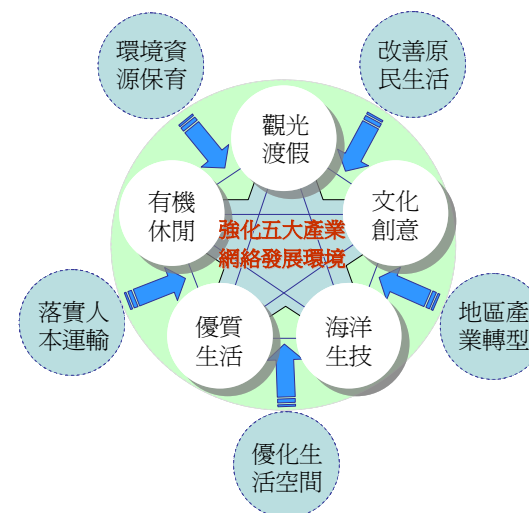 環境資
源保育
改善原
民生活
觀光
渡假
有機
休閒
文化
創意
強化五大產業
網絡發展環境
落實人
本運輸
優質
生活
海洋
生技
地區產
業轉型
優化生
活空間